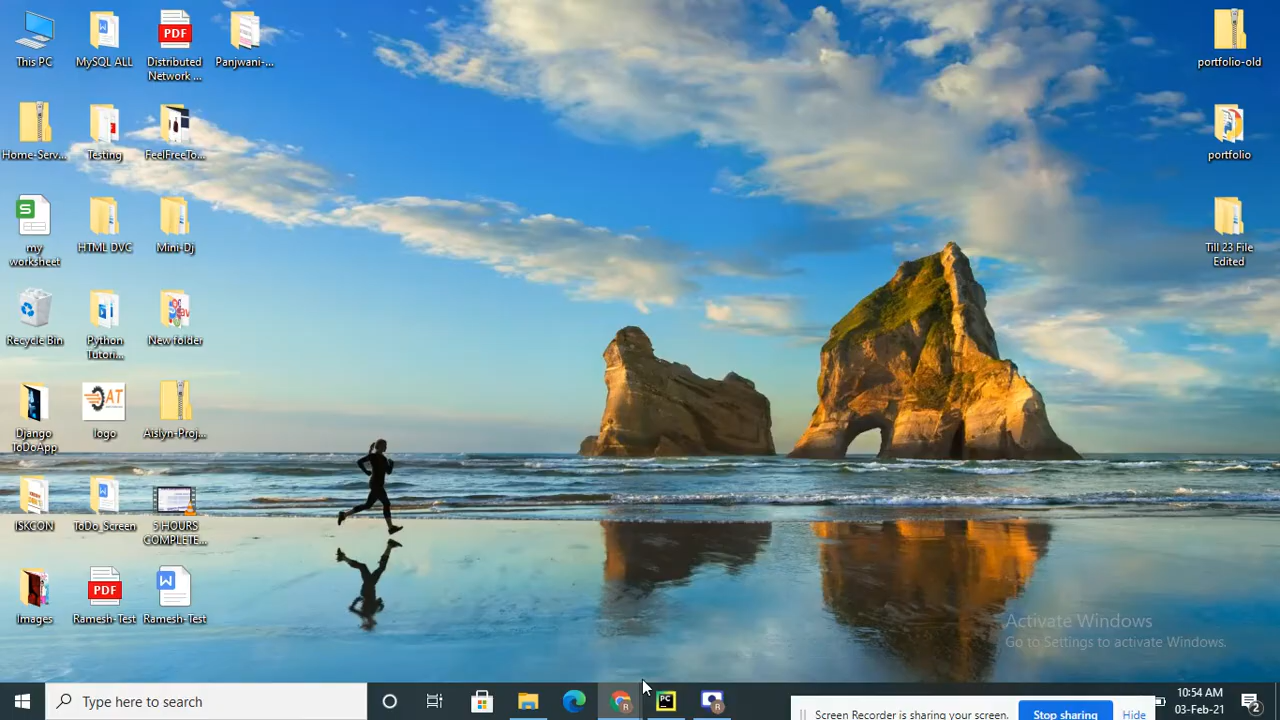 This PC
MySQL ALL
PDF
Distributed
Network ...
Panjwani-...
portfolio-old
Home-Serv...
Testing
FeelFreeTo...
portfolio
my
worksheet
HTML DVC
Mini-Dj
Till 23 File
Edited
Recycle Bin
Python
Tutori...
New folder
Django
ToDoApp
AT
logo
Aislyn-Proj...
ISKCON
ToDo_Screen
5 HOURS
COMPLETE...
Images
PDF
Ramesh-Test
Ramesh-Test
Activate Windows
Go to Settings to activate Windows.
Type here to search
PC
Screen Recorder is sharing your screen.
Stop sharing
Hide
10:54 AM
03-Feb-21
2